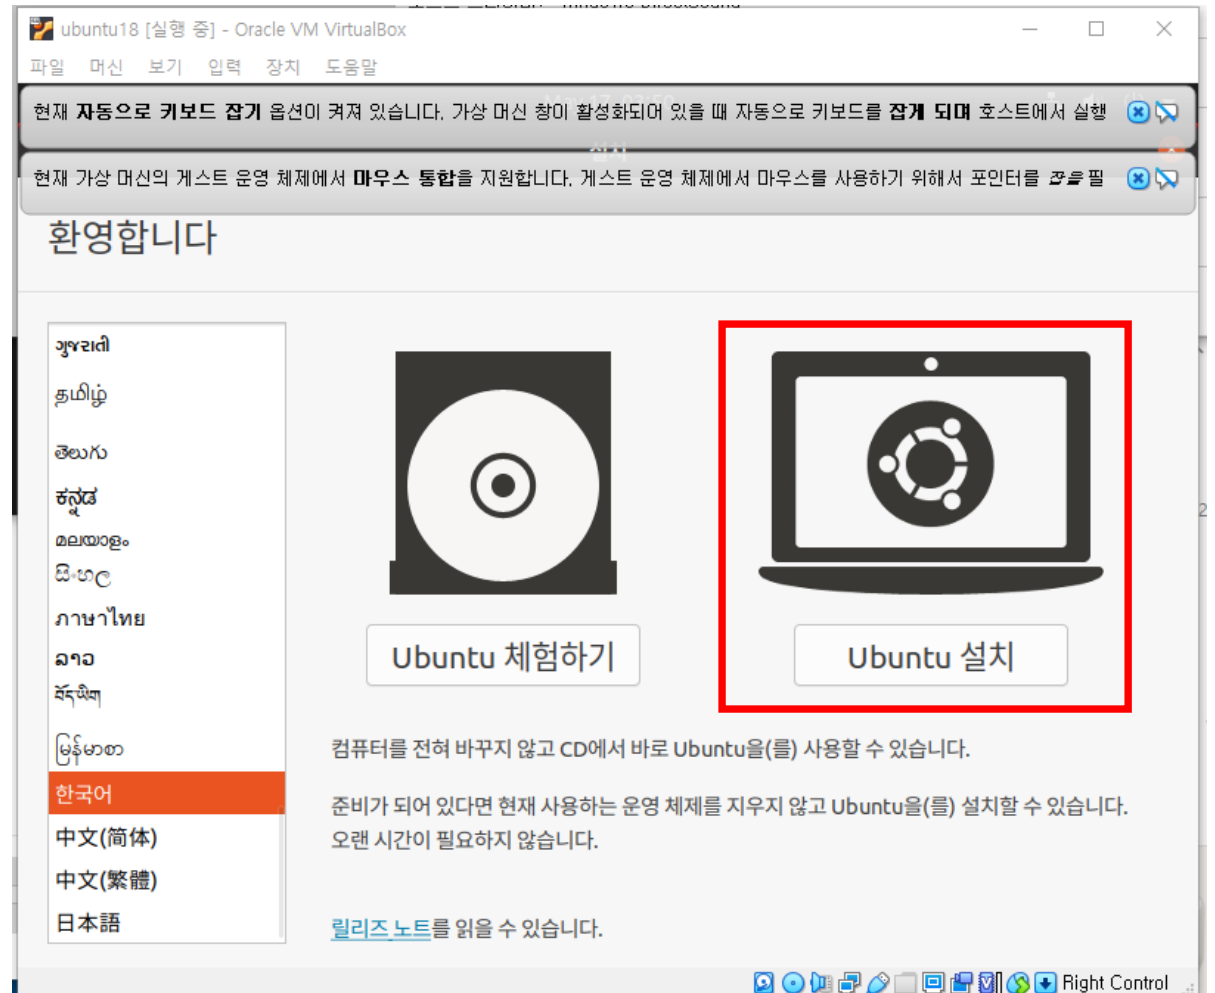 ubuntu18 [실행 중] - Oracle VM VirtualBox
파일 머신 보기 입력 장치 도움말
현재 자동으로 키보드 잡기 옵션이 켜져 있습니다. 가상 머신 창이 활성화되어 있을 때 자동으로 키보드를 잡게 되며 호스트에서 실행
설치
현재 가상 머신의 게스트 운영 체제에서 마우스 통합을 지원합니다. 게스트 운영 체제에서 마우스를 사용하기 위해서 포인터를 잡을 필
환영합니다
ગુજરાતી
தமிழ்
తెలుగు
ಕನ್ನಡ
മലയാളം
සිංහල
ภาษาไทย
ລາວ
བོད་ཡིག
မြန်မာစာ
한국어
中文(简体)
中文(繁體)
日本語
Ubuntu 체험하기
Ubuntu 설치
컴퓨터를 전혀 바꾸지 않고 CD에서 바로 Ubuntu을(를) 사용할 수 있습니다.
준비가 되어 있다면 현재 사용하는 운영 체제를 지우지 않고 Ubuntu을(를) 설치할 수 있습니다.
오랜 시간이 필요하지 않습니다.
릴리즈 노트를 읽을 수 있습니다.
Right Control